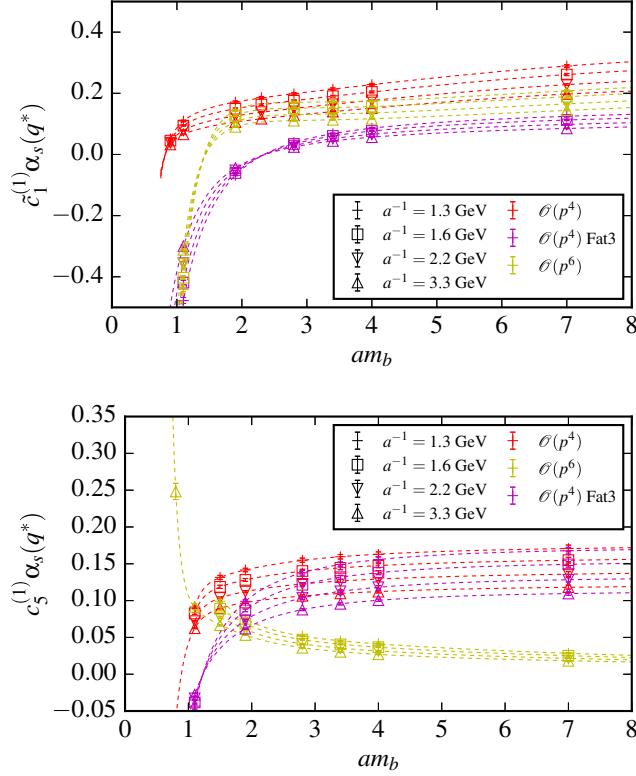 0.4
0.2
0.0
−0.2
−0.4
c̃₁⁽¹⁾αₛ(q*)
a⁻¹ = 1.3 GeV
a⁻¹ = 1.6 GeV
a⁻¹ = 2.2 GeV
a⁻¹ = 3.3 GeV
𝒪(p⁴)
𝒪(p⁴) Fat3
𝒪(p⁶)
0 1 2 3 4 5 6 7 8
am_b
0.35
0.30
0.25
0.20
0.15
0.10
0.05
0.00
−0.05
c₅⁽¹⁾αₛ(q*)
a⁻¹ = 1.3 GeV
a⁻¹ = 1.6 GeV
a⁻¹ = 2.2 GeV
a⁻¹ = 3.3 GeV
𝒪(p⁴)
𝒪(p⁶)
𝒪(p⁴) Fat3
0 1 2 3 4 5 6 7 8
am_b